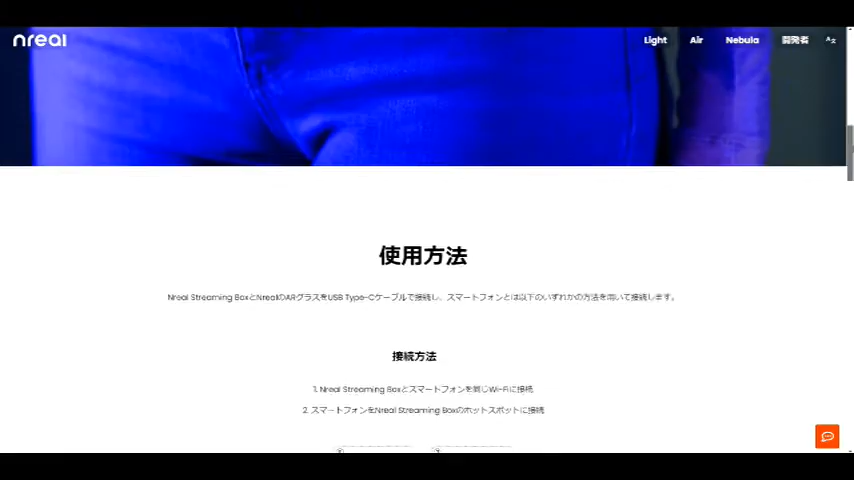 nreal
Light Air Nebula 開発者
使用方法
Nreal Streaming BoxとNrealのARグラスをUSB Type-Cケーブルで接続し、スマートフォンとは以下のいずれかの方法を用いて接続します。
接続方法
1. Nreal Streaming Boxとスマートフォンを同じWi-Fiに接続
2. スマートフォンをNreal Streaming Boxのホットスポットに接続